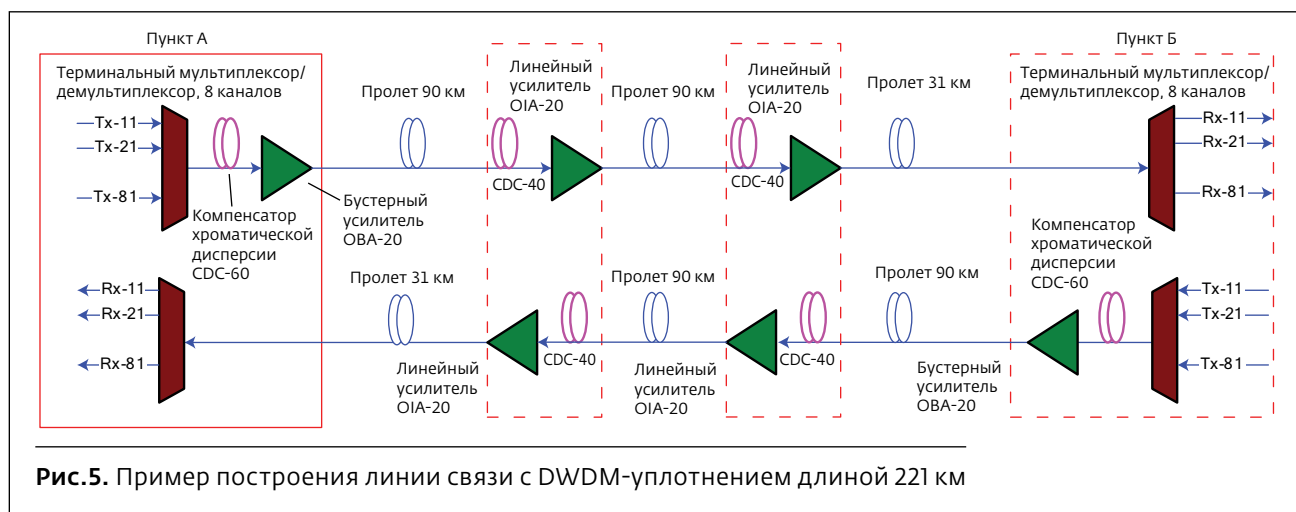 Пункт А
Терминальный мультиплексор/
демультиплексор, 8 каналов
Tx-11
Tx-21
Tx-81
Компенсатор
хроматической
дисперсии
CDC-60
Бустерный
усилитель
OBA-20
Пролет 90 км
Линейный
усилитель
OIA-20
CDC-40
Пролет 90 км
Линейный
усилитель
OIA-20
CDC-40
Пролет 31 км
Пункт Б
Терминальный мультиплексор/
демультиплексор, 8 каналов
Rx-11
Rx-21
Rx-81
Rx-11
Rx-21
Rx-81
Пролет 31 км
Линейный
усилитель
OIA-20
CDC-40
Пролет 90 км
Линейный
усилитель
OIA-20
CDC-40
Пролет 90 км
Бустерный
усилитель
OBA-20
Компенсатор
хроматической
дисперсии
CDC-60
Tx-11
Tx-21
Tx-81
Рис.5. Пример построения линии связи с DWDM-уплотнением длиной 221 км